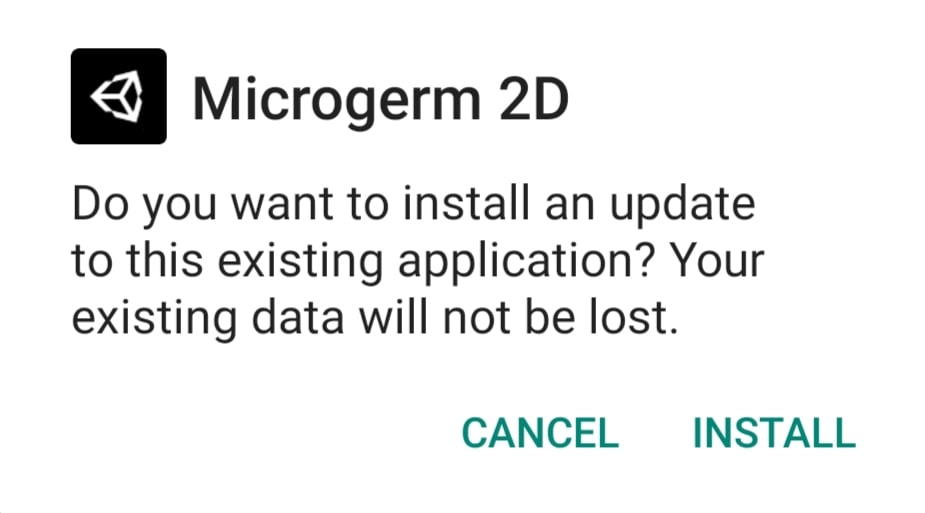 Microgerm 2D
Do you want to install an update
to this existing application? Your
existing data will not be lost.
CANCEL INSTALL